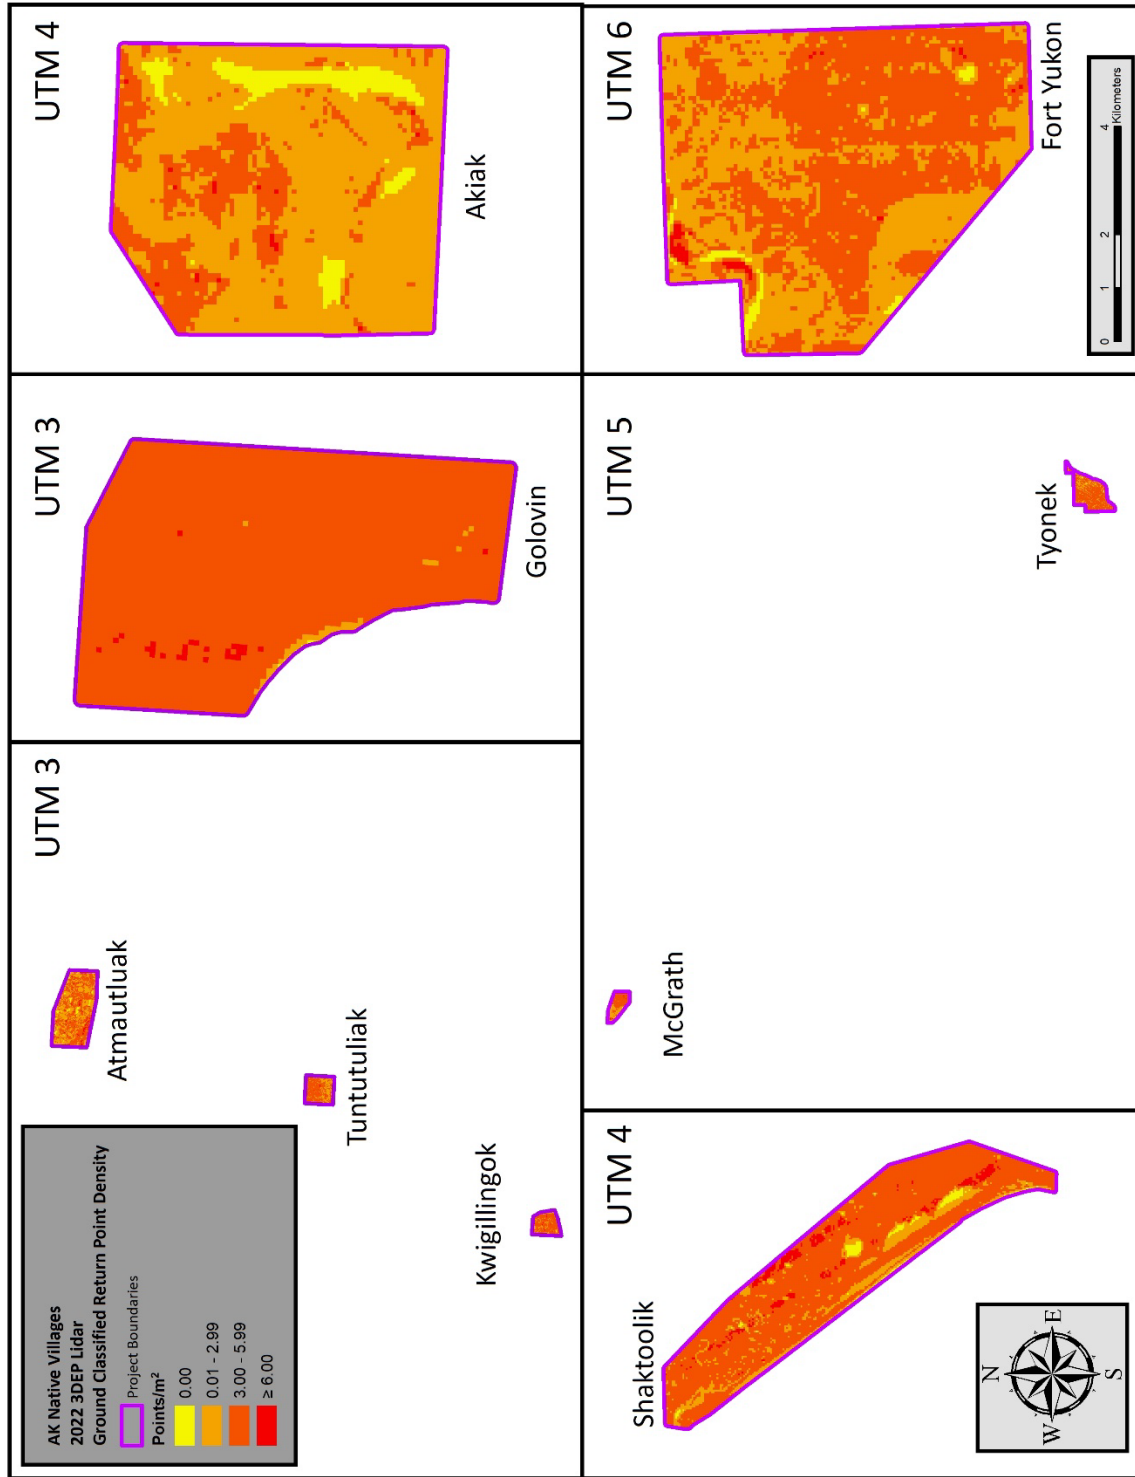 AK Native Villages
2022 3DEP Lidar
Ground Classified Return Point Density
Project Boundaries
Points/m²
0.00
0.01 - 2.99
3.00 - 5.99
≥ 6.00
UTM 3
Atmautluak
Tuntutuliak
Kwigillingok
UTM 3
Golovin
UTM 4
Akiak
UTM 4
Shaktoolik
N
W E
S
UTM 5
McGrath
Tyonek
UTM 6
Fort Yukon
0 1 2 4
Kilometers